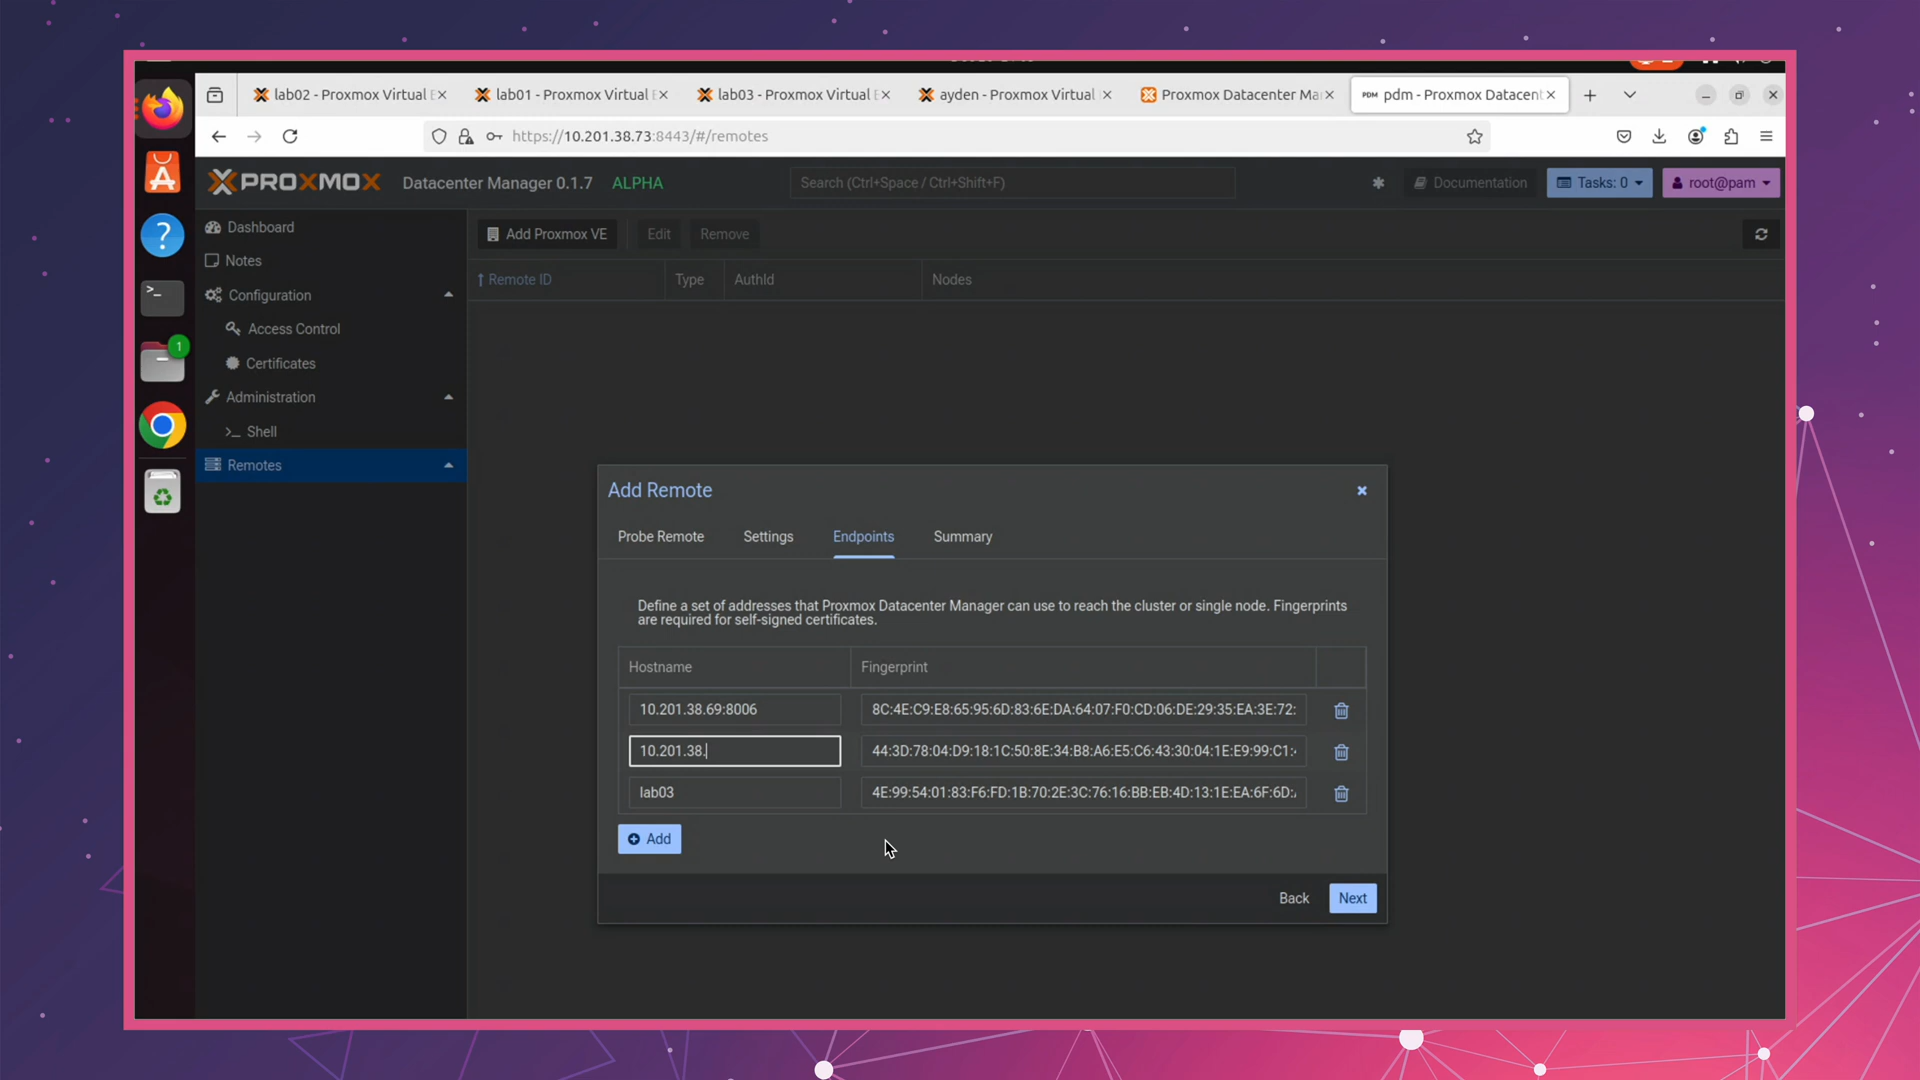 lab02 - Proxmox Virtual E
lab01 - Proxmox Virtual E
lab03 - Proxmox Virtual E
ayden - Proxmox Virtual
Proxmox Datacenter Ma
PDM pdm - Proxmox Datacent
https://10.201.38.73:8443/#/remotes
PROXMOX Datacenter Manager 0.1.7 ALPHA
Search (Ctrl+Space / Ctrl+Shift+F)
Documentation
Tasks: 0
root@pam
Dashboard
Notes
Configuration
Access Control
Certificates
Administration
Shell
Remotes
1
Add Proxmox VE
Edit
Remove
Remote ID
Type
AuthId
Nodes
Add Remote
Probe Remote
Settings
Endpoints
Summary
Define a set of addresses that Proxmox Datacenter Manager can use to reach the cluster or single node. Fingerprints
are required for self-signed certificates.
Hostname
Fingerprint
10.201.38.69:8006
8C:4E:C9:E8:65:95:6D:83:6E:DA:64:07:F0:CD:06:DE:29:35:EA:3E:72:
10.201.38.
44:3D:78:04:D9:18:1C:50:8E:34:B8:A6:E5:C6:43:30:04:1E:E9:99:C1:
lab03
4E:99:54:01:83:F6:FD:1B:70:2E:3C:76:16:BB:EB:4D:13:1E:EA:6F:6D:
Add
Back
Next